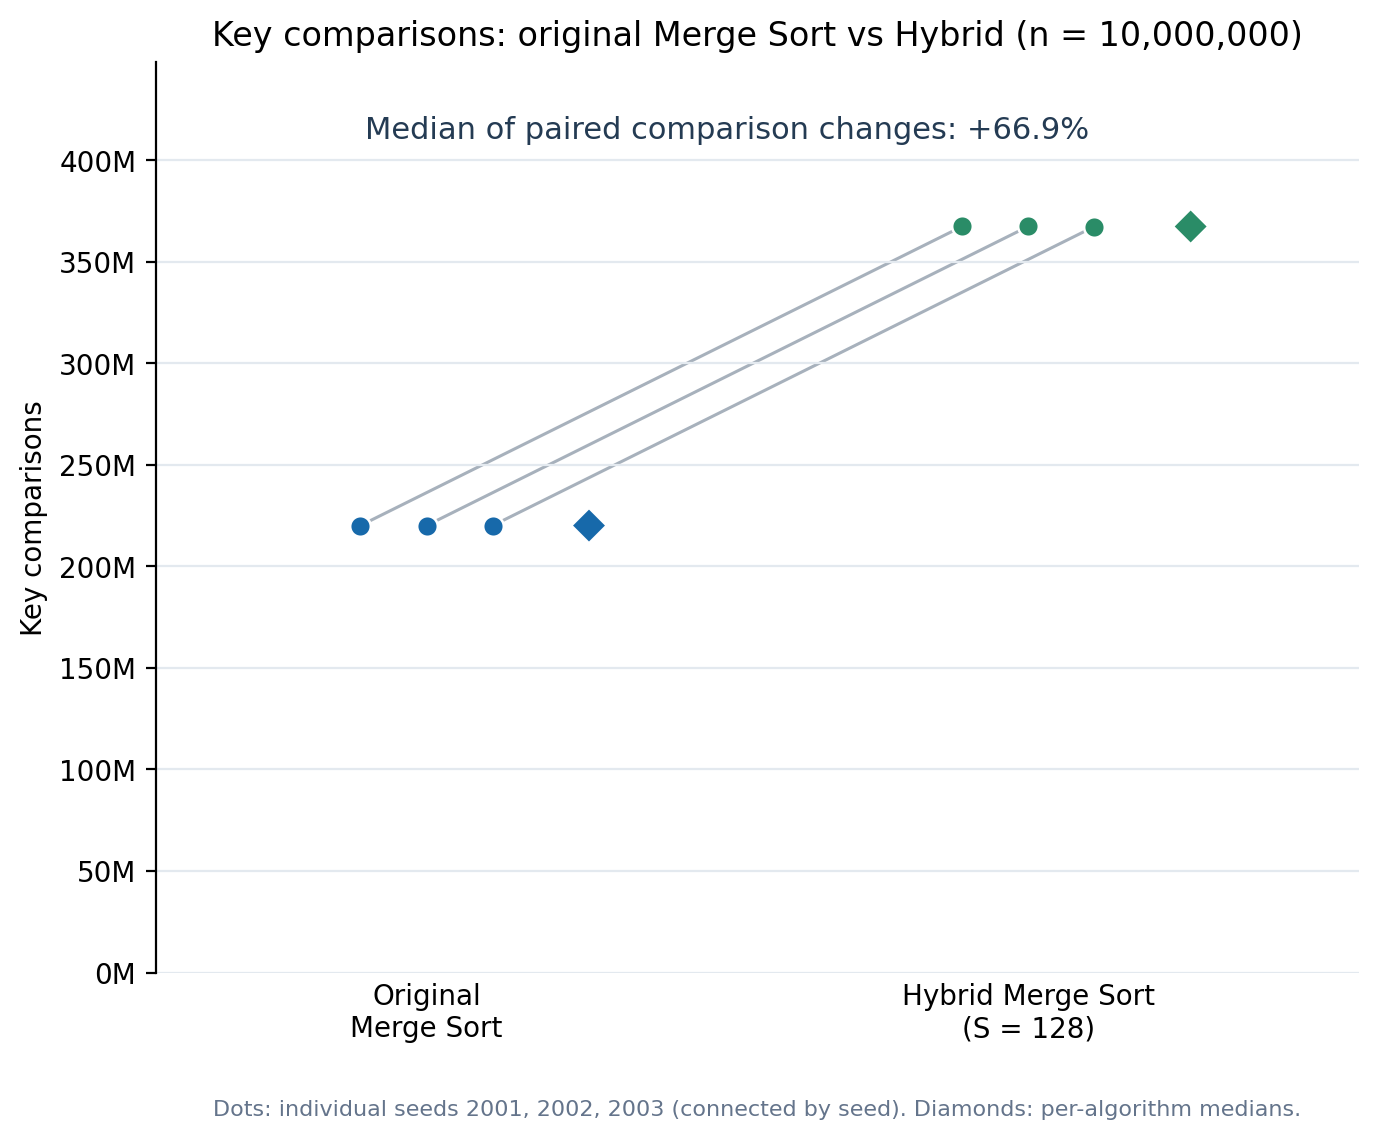 Key comparisons: original Merge Sort vs Hybrid (n = 10,000,000)
Median of paired comparison changes: +66.9%
400M
350M
300M
250M
200M
150M
100M
50M
0M
Key comparisons
Original
Merge Sort
Hybrid Merge Sort
(S = 128)
Dots: individual seeds 2001, 2002, 2003 (connected by seed). Diamonds: per-algorithm medians.